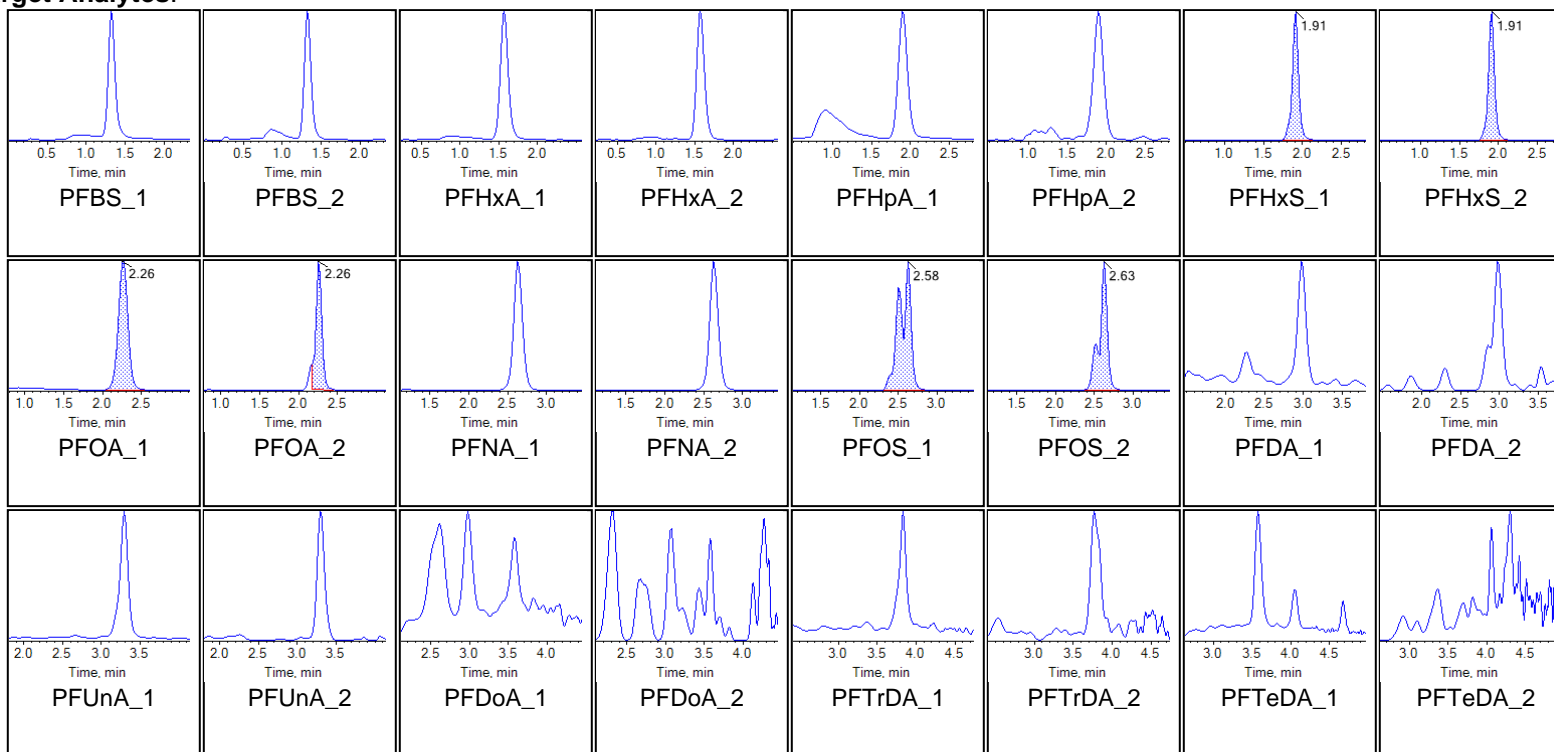 rget Analytes:
1.91 1.91
0.5 1.0 1.5 2.0 0.5 1.0 1.5 2.0 0.5 1.0 1.5 2.0 0.5 1.0 1.5 2.0 1.0 1.5 2.0 2.5 1.0 1.5 2.0 2.5 1.0 1.5 2.0 2.5 1.0 1.5 2.0 2.5
Time, min Time, min Time, min Time, min Time, min Time, min Time, min Time, min
PFBS_1 PFBS_2 PFHxA_1 PFHxA_2 PFHpA_1 PFHpA_2 PFHxS_1 PFHxS_2
2.26 2.26 2.58 2.63
1.0 1.5 2.0 2.5 1.0 1.5 2.0 2.5 1.5 2.0 2.5 3.0 1.5 2.0 2.5 3.0 1.5 2.0 2.5 3.0 1.5 2.0 2.5 3.0 2.0 2.5 3.0 3.5 2.0 2.5 3.0 3.5
Time, min Time, min Time, min Time, min Time, min Time, min Time, min Time, min
PFOA_1 PFOA_2 PFNA_1 PFNA_2 PFOS_1 PFOS_2 PFDA_1 PFDA_2
2.0 2.5 3.0 3.5 2.0 2.5 3.0 3.5 2.5 3.0 3.5 4.0 2.5 3.0 3.5 4.0 3.0 3.5 4.0 4.5 3.0 3.5 4.0 4.5 3.0 3.5 4.0 4.5 3.0 3.5 4.0 4.5
Time, min Time, min Time, min Time, min Time, min Time, min Time, min Time, min
PFUnA_1 PFUnA_2 PFDoA_1 PFDoA_2 PFTrDA_1 PFTrDA_2 PFTeDA_1 PFTeDA_2